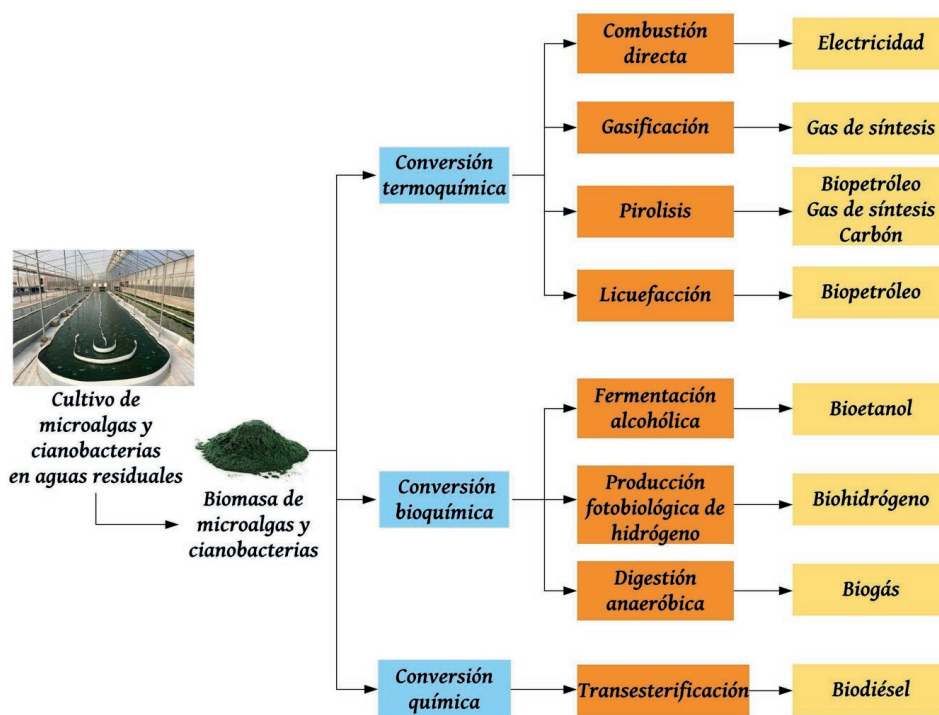 Cultivo de
microalgas y
cianobacterias
en aguas residuales
Biomasa de
microalgas y
cianobacterias
Conversión
termoquímica
Combustión
directa
Electricidad
Gasificación
Gas de síntesis
Pirolisis
Biopetróleo
Gas de síntesis
Carbón
Licuefacción
Biopetróleo
Conversión
bioquímica
Fermentación
alcohólica
Bioetanol
Producción
fotobiológica de
hidrógeno
Biohidrógeno
Digestión
anaeróbica
Biogás
Conversión
química
Transesterificación
Biodiésel